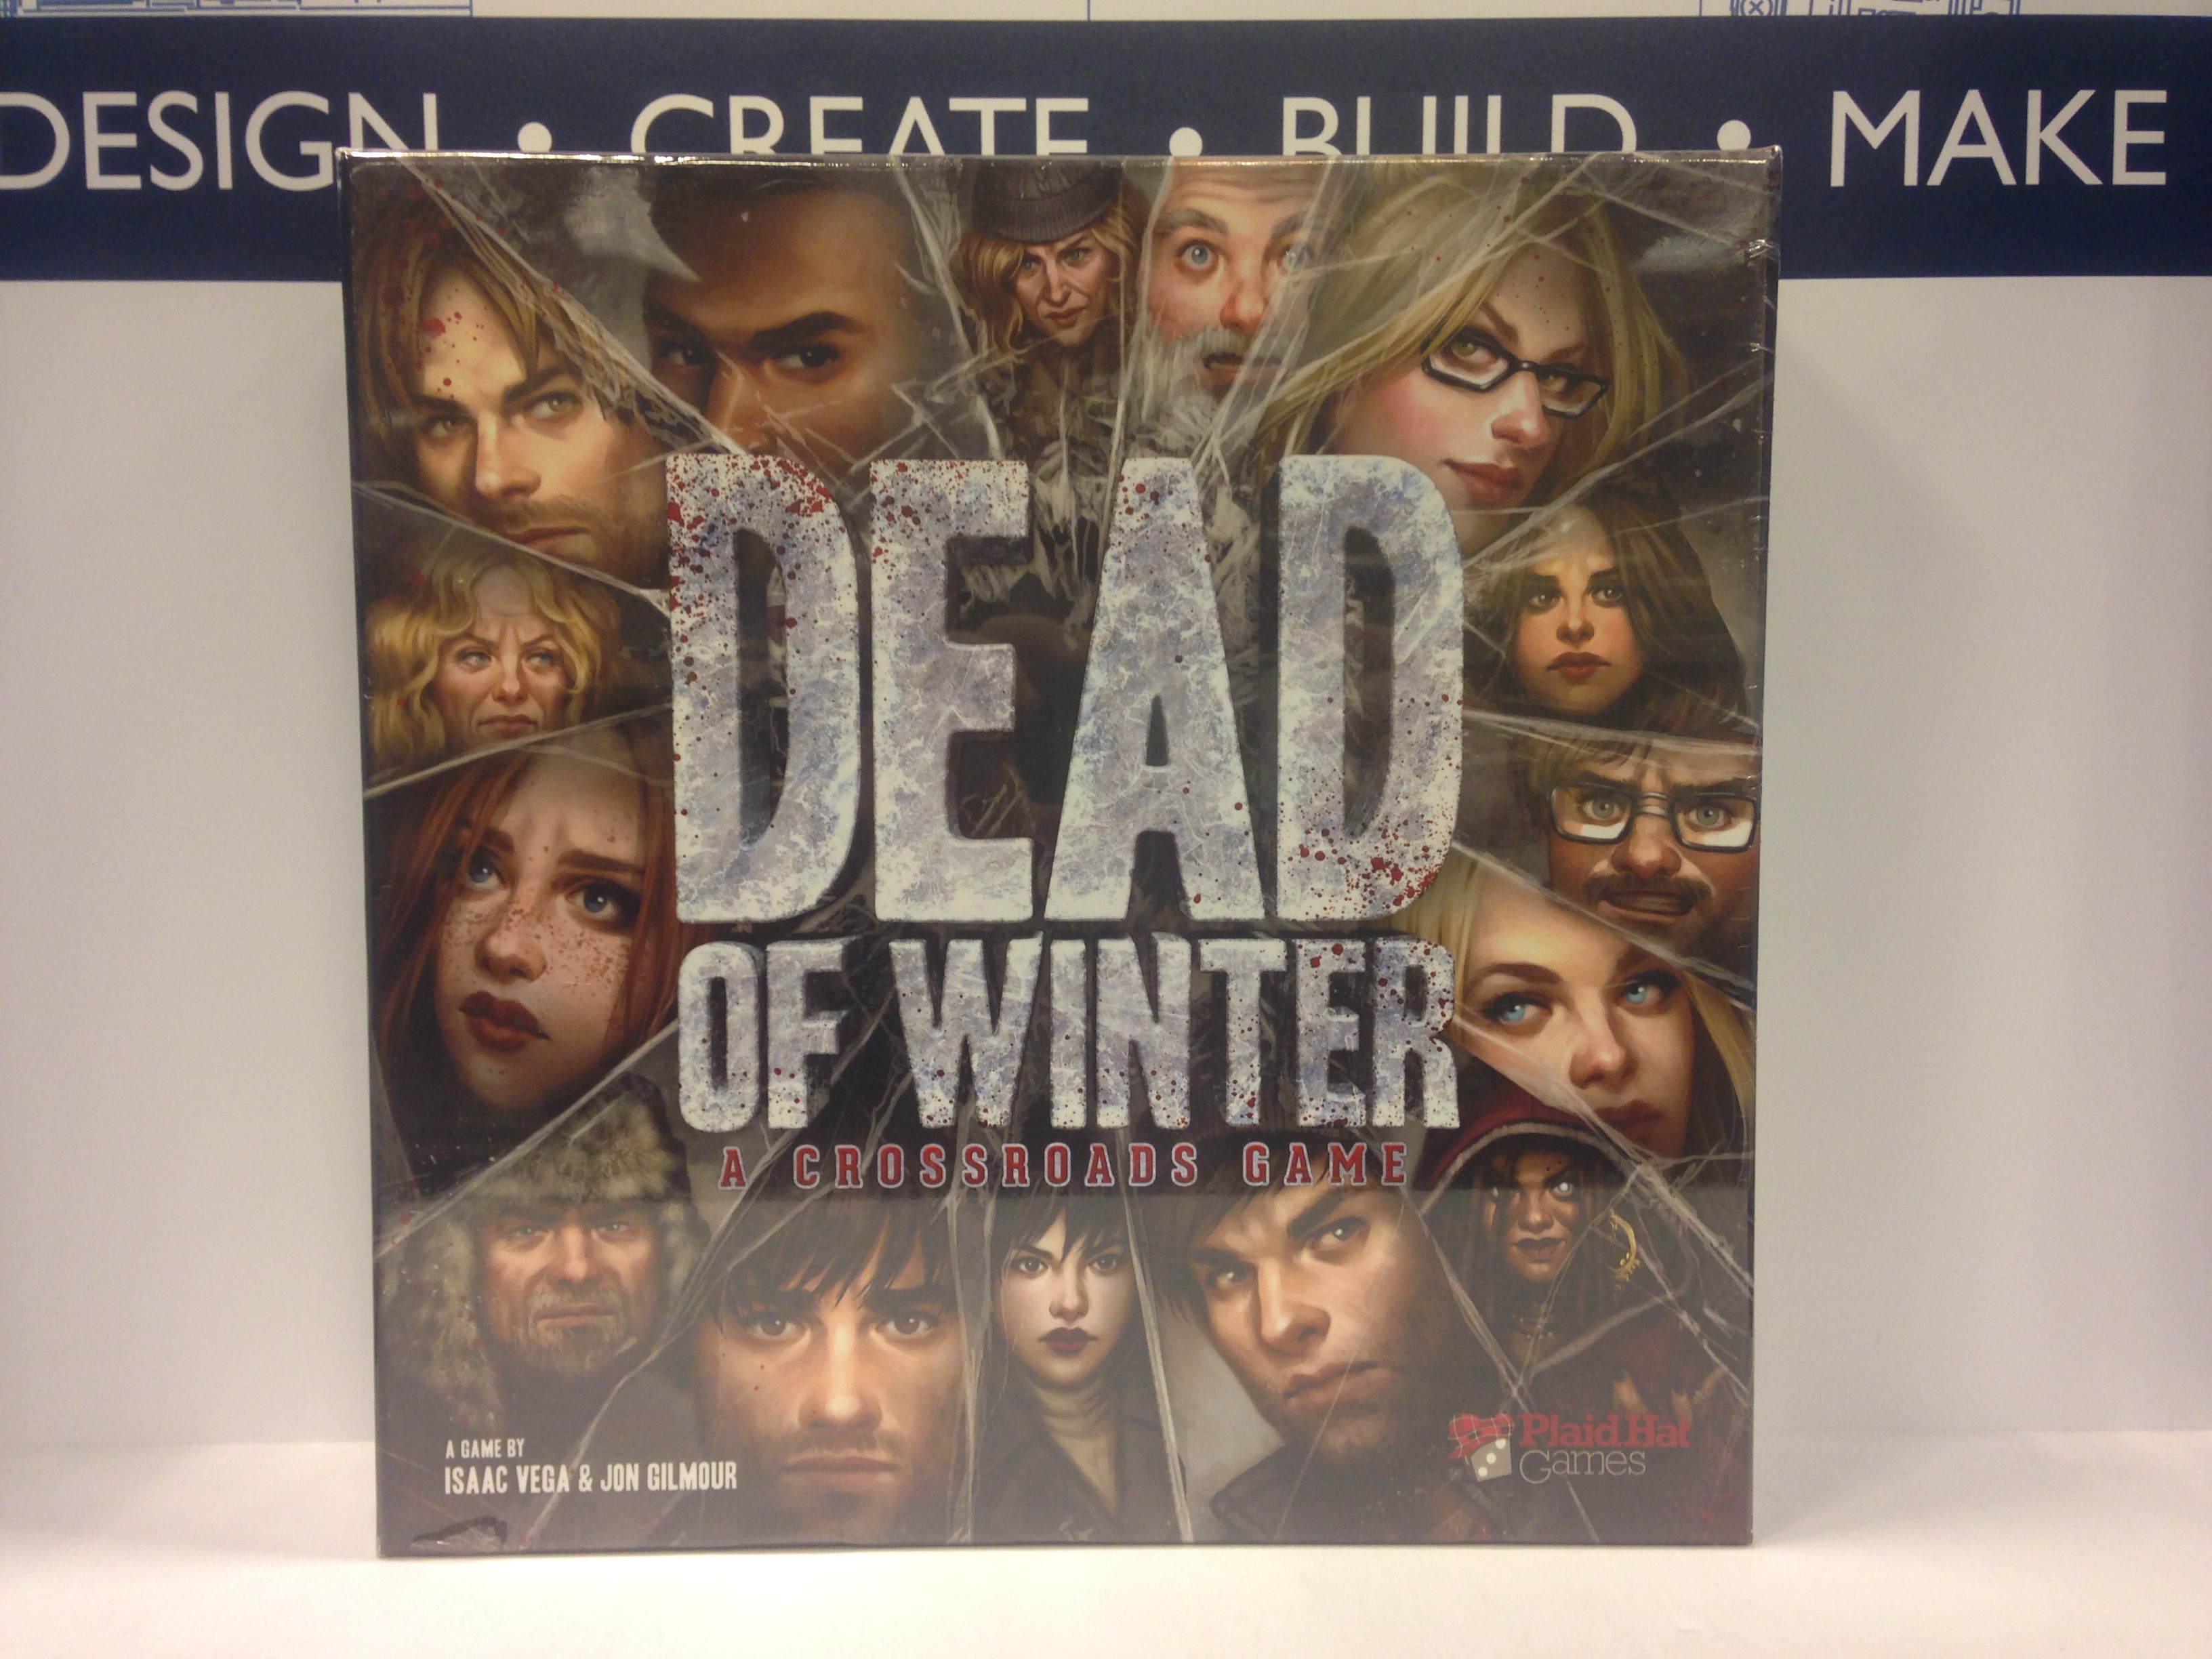 DESIGN • CREATE • BUILD • MAKE
DEAD
OF WINTER
A CROSSROADS GAME
A GAME BY
ISAAC VEGA & JON GILMOUR
Plaid Hat
Games